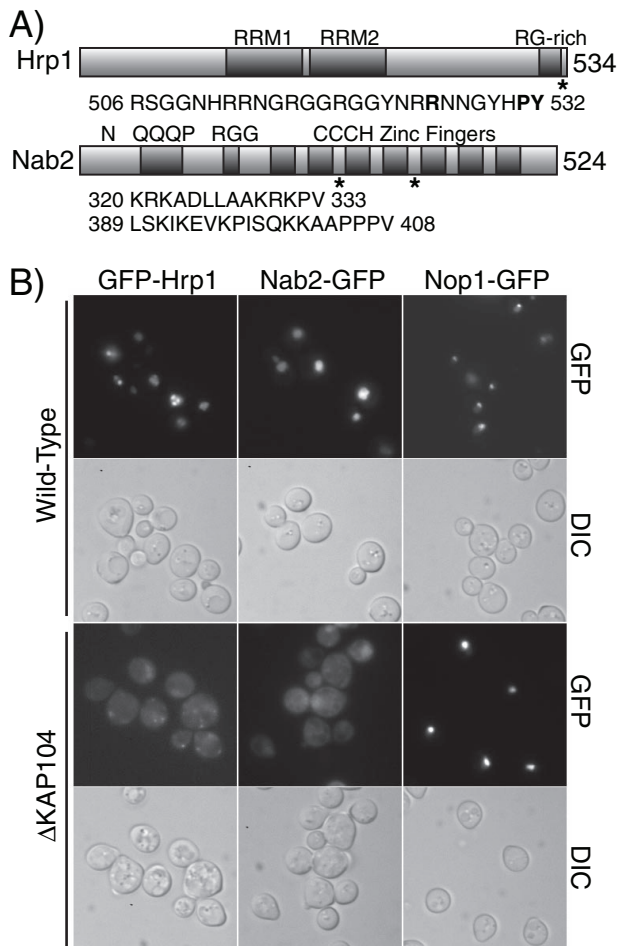 A)
RRM1 RRM2 RG-rich
Hrp1 534
*
506 RSGGNHRRNGRGGRGGYNRRNNGYHPY 532
N QQQP RGG CCCH Zinc Fingers
Nab2 524
* *
320 KRKADLLAAKRKPV 333
389 LSKIKEVKPISQKKAAPPPV 408
B) GFP-Hrp1 Nab2-GFP Nop1-GFP
Wild-Type
GFP
DIC
ΔKAP104
GFP
DIC